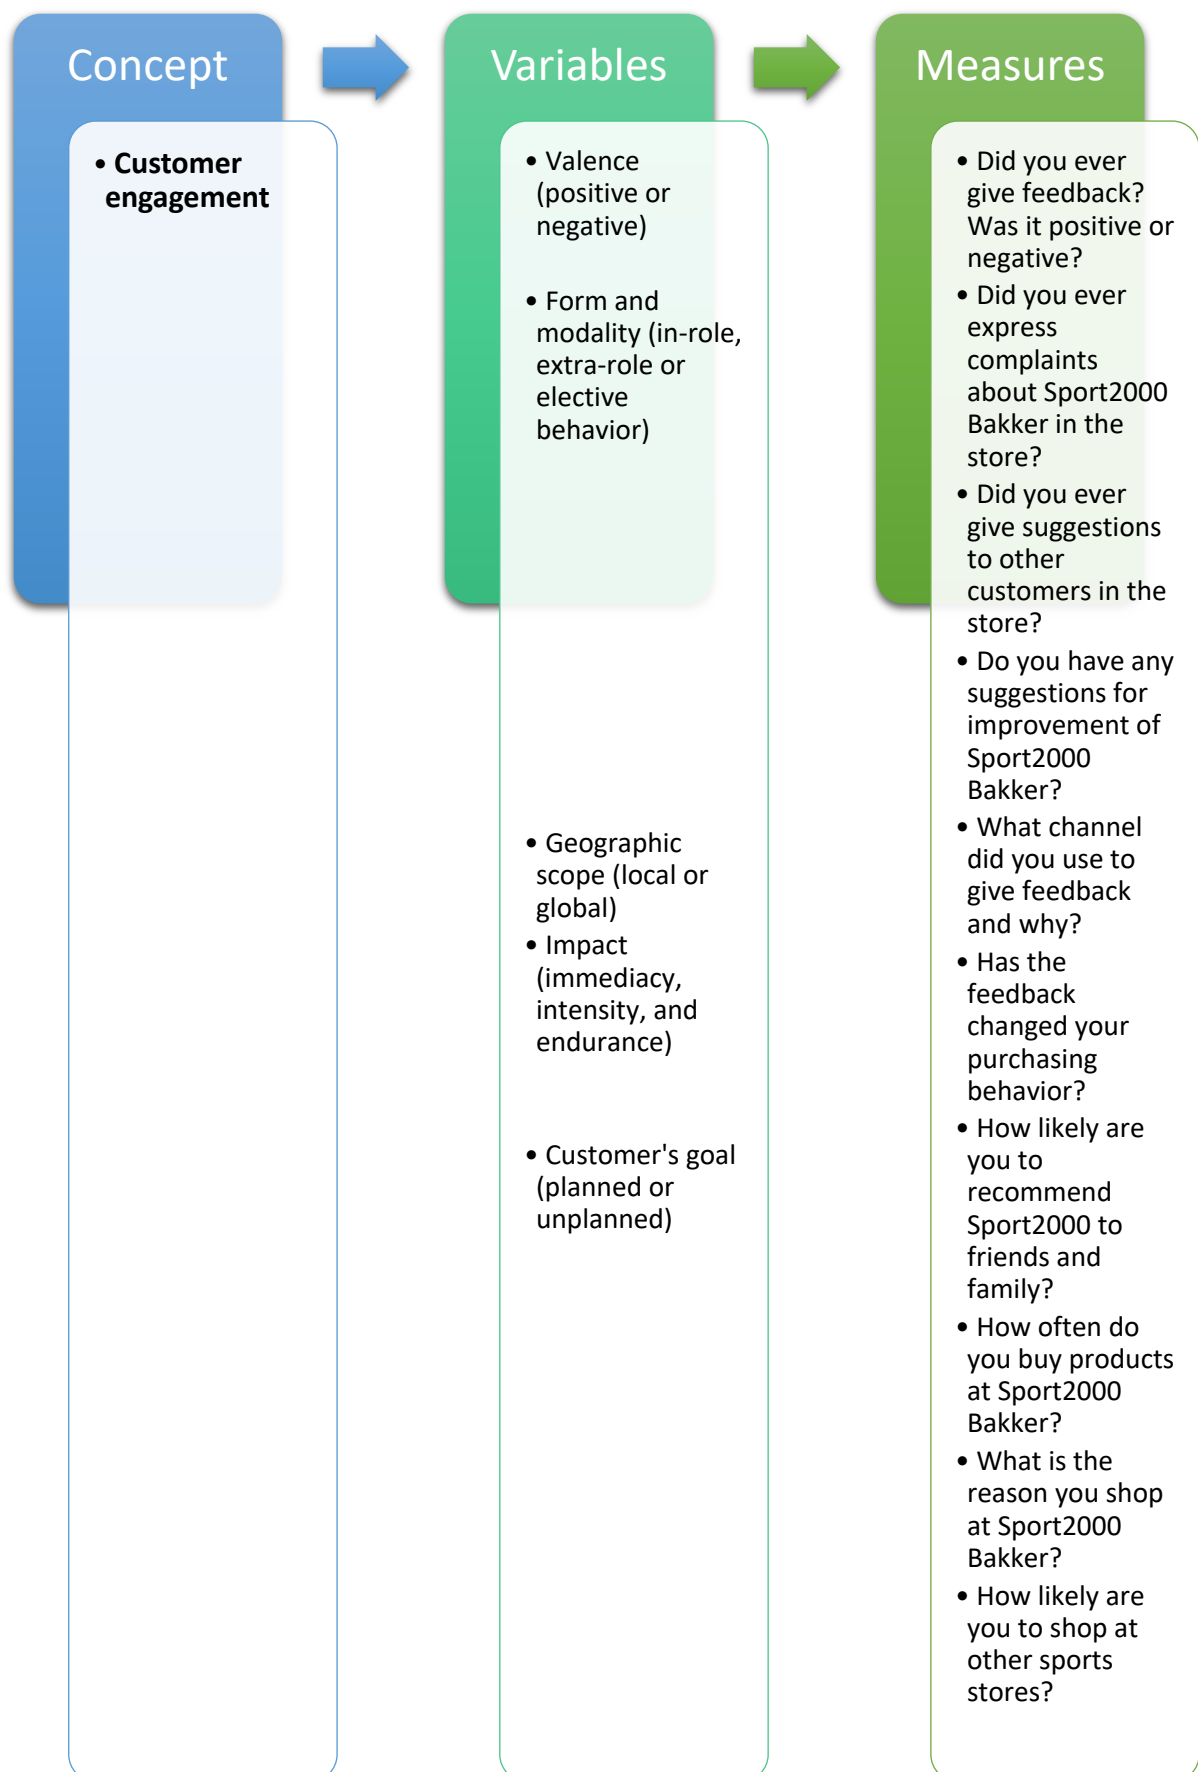 Concept
• Customer
engagement
Variables
• Valence
(positive or
negative)
• Form and
modality (in-role,
extra-role or
elective
behavior)
• Geographic
scope (local or
global)
• Impact
(immediacy,
intensity, and
endurance)
• Customer's goal
(planned or
unplanned)
Measures
• Did you ever
give feedback?
Was it positive or
negative?
• Did you ever
express
complaints
about Sport2000
Bakker in the
store?
• Did you ever
give suggestions
to other
customers in the
store?
• Do you have any
suggestions for
improvement of
Sport2000
Bakker?
• What channel
did you use to
give feedback
and why?
• Has the
feedback
changed your
purchasing
behavior?
• How likely are
you to
recommend
Sport2000 to
friends and
family?
• How often do
you buy products
at Sport2000
Bakker?
• What is the
reason you shop
at Sport2000
Bakker?
• How likely are
you to shop at
other sports
stores?